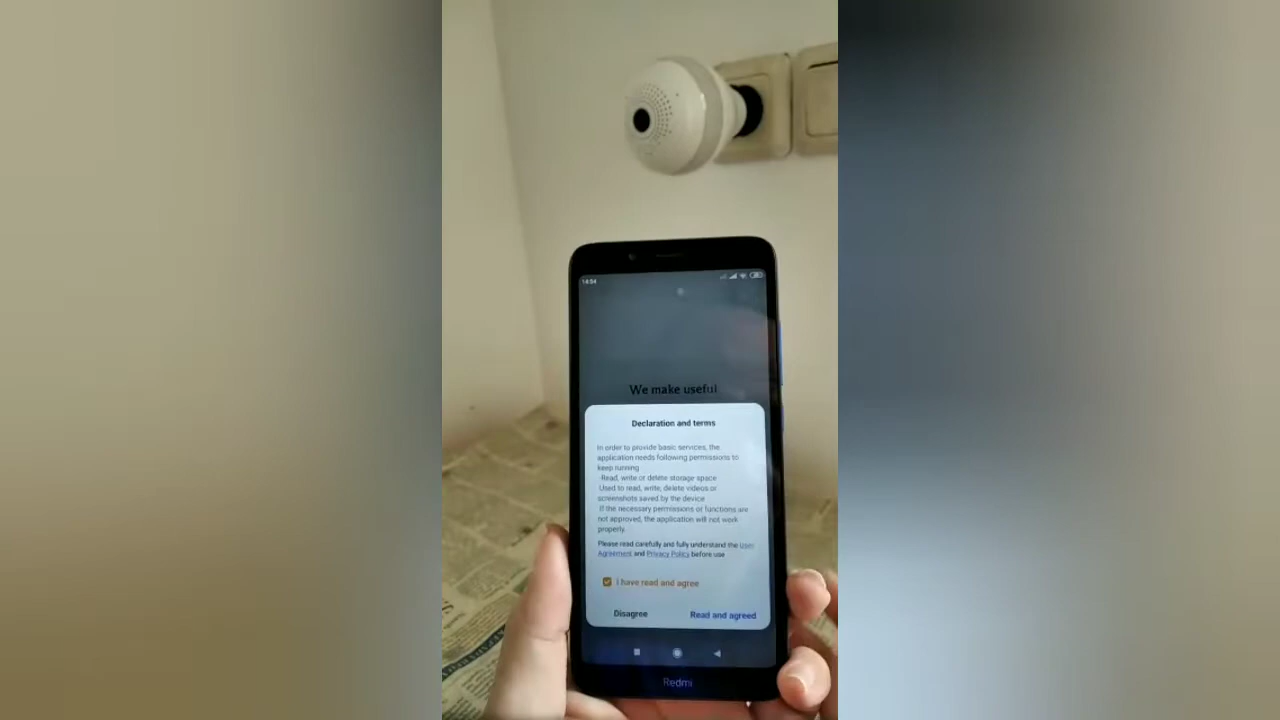 14:54
We make useful
Declaration and terms
In order to provide basic services, the
application needs following permissions to
keep running
Read, write or delete storage space
Used to read, write, delete videos or
screenshots saved by the device
If the necessary permissions or functions are
not approved, the application will not work
properly.
Please read carefully and fully understand the User
Agreement and Privacy Policy before use
I have read and agree
Disagree Read and agreed
Redmi